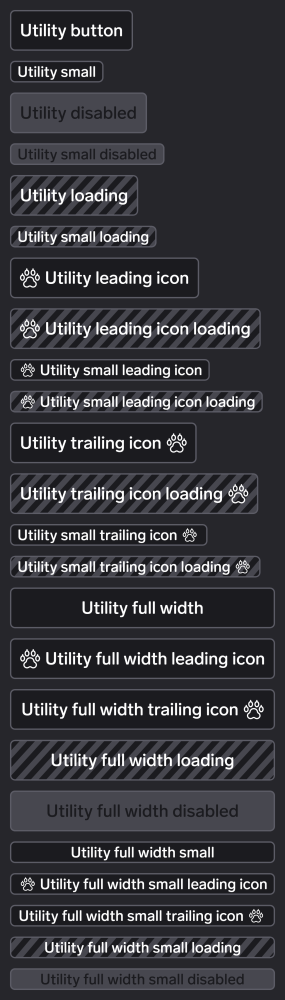 Utility button
Utility small
Utility disabled
Utility small disabled
Utility loading
Utility small loading
Utility leading icon
Utility leading icon loading
Utility small leading icon
Utility small leading icon loading
Utility trailing icon
Utility trailing icon loading
Utility small trailing icon
Utility small trailing icon loading
Utility full width
Utility full width leading icon
Utility full width trailing icon
Utility full width loading
Utility full width disabled
Utility full width small
Utility full width small leading icon
Utility full width small trailing icon
Utility full width small loading
Utility full width small disabled